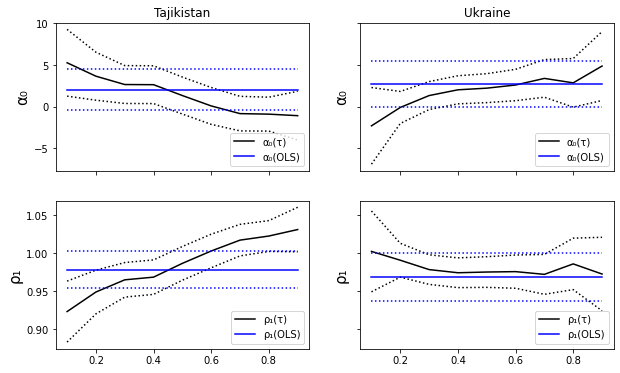 Tajikistan
Ukraine
10
5
0
−5
α₀
α₀(τ)
α₀(OLS)
α₀
α₀(τ)
α₀(OLS)
1.05
1.00
0.95
0.90
ρ₁
ρ₁(τ)
ρ₁(OLS)
0.2 0.4 0.6 0.8
ρ₁
ρ₁(τ)
ρ₁(OLS)
0.2 0.4 0.6 0.8